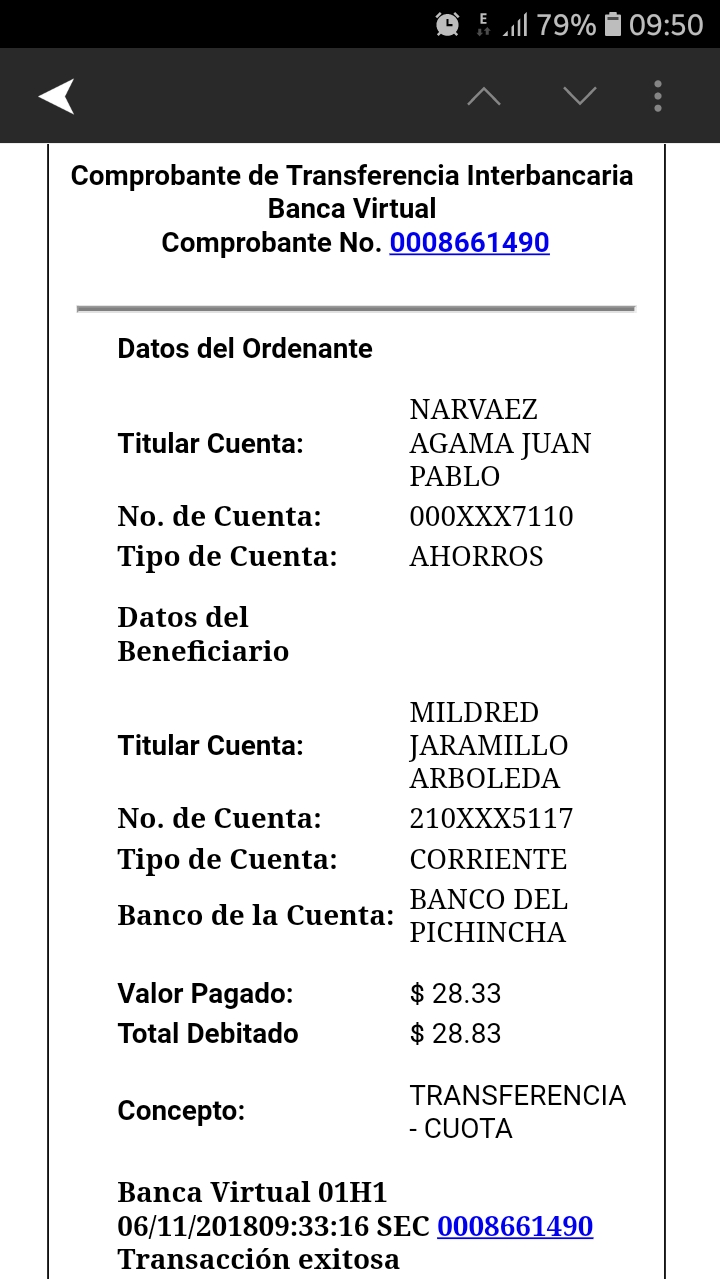 E 79% 09:50
Comprobante de Transferencia Interbancaria
Banca Virtual
Comprobante No. 0008661490
Datos del Ordenante
Titular Cuenta: NARVAEZ
AGAMA JUAN
PABLO
No. de Cuenta: 000XXX7110
Tipo de Cuenta: AHORROS
Datos del
Beneficiario
Titular Cuenta: MILDRED
JARAMILLO
ARBOLEDA
No. de Cuenta: 210XXX5117
Tipo de Cuenta: CORRIENTE
Banco de la Cuenta: BANCO DEL
PICHINCHA
Valor Pagado: $ 28.33
Total Debitado $ 28.83
Concepto: TRANSFERENCIA
- CUOTA
Banca Virtual 01H1
06/11/201809:33:16 SEC 0008661490
Transacción exitosa